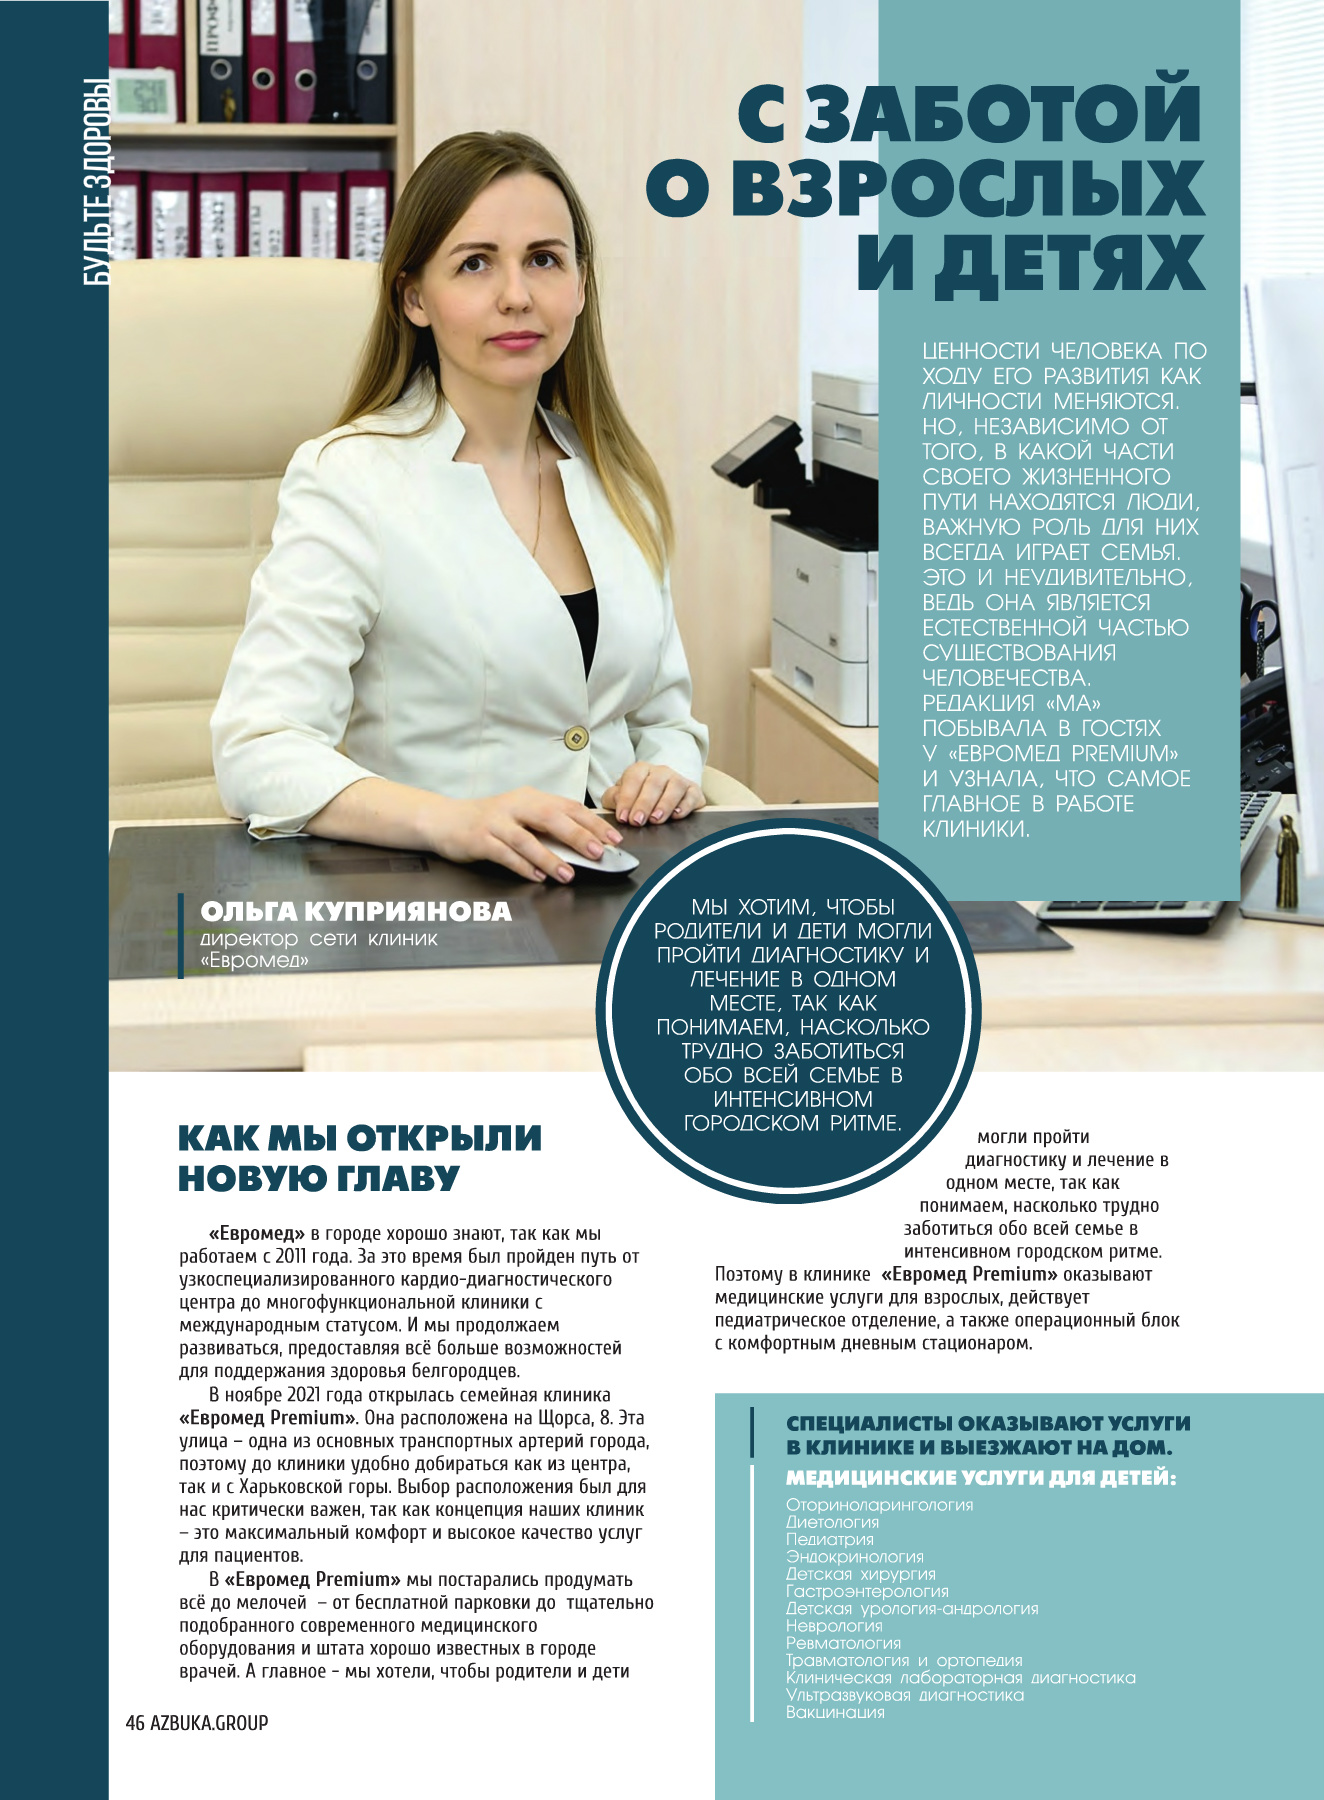 БУДЬТЕ ЗДОРОВЫ
С ЗАБОТОЙ
О ВЗРОСЛЫХ
И ДЕТЯХ
ЦЕННОСТИ ЧЕЛОВЕКА ПО
ХОДУ ЕГО РАЗВИТИЯ КАК
ЛИЧНОСТИ МЕНЯЮТСЯ.
НО, НЕЗАВИСИМО ОТ
ТОГО, В КАКОЙ ЧАСТИ
СВОЕГО ЖИЗНЕННОГО
ПУТИ НАХОДЯТСЯ ЛЮДИ,
ВАЖНУЮ РОЛЬ ДЛЯ НИХ
ВСЕГДА ИГРАЕТ СЕМЬЯ.
ЭТО И НЕУДИВИТЕЛЬНО,
ВЕДЬ ОНА ЯВЛЯЕТСЯ
ЕСТЕСТВЕННОЙ ЧАСТЬЮ
СУЩЕСТВОВАНИЯ
ЧЕЛОВЕЧЕСТВА.
РЕДАКЦИЯ «МА»
ПОБЫВАЛА В ГОСТЯХ
У «ЕВРОМЕД PREMIUM»
И УЗНАЛА, ЧТО САМОЕ
ГЛАВНОЕ В РАБОТЕ
КЛИНИКИ.
Canon
ОЛЬГА КУПРИЯНОВА
директор сети клиник
«Евромед»
МЫ ХОТИМ, ЧТОБЫ
РОДИТЕЛИ И ДЕТИ МОГЛИ
ПРОЙТИ ДИАГНОСТИКУ И
ЛЕЧЕНИЕ В ОДНОМ
МЕСТЕ, ТАК КАК
ПОНИМАЕМ, НАСКОЛЬКО
ТРУДНО ЗАБОТИТЬСЯ
ОБО ВСЕЙ СЕМЬЕ В
ИНТЕНСИВНОМ
ГОРОДСКОМ РИТМЕ.
КАК МЫ ОТКРЫЛИ
НОВУЮ ГЛАВУ
«Евромед» в городе хорошо знают, так как мы
работаем с 2011 года. За это время был пройден путь от
узкоспециализированного кардио-диагностического
центра до многофункциональной клиники с
международным статусом. И мы продолжаем
развиваться, предоставляя всё больше возможностей
для поддержания здоровья белгородцев.
В ноябре 2021 года открылась семейная клиника
«Евромед Premium». Она расположена на Щорса, 8. Эта
улица – одна из основных транспортных артерий города,
поэтому до клиники удобно добираться как из центра,
так и с Харьковской горы. Выбор расположения был для
нас критически важен, так как концепция наших клиник
– это максимальный комфорт и высокое качество услуг
для пациентов.
В «Евромед Premium» мы постарались продумать
всё до мелочей – от бесплатной парковки до тщательно
подобранного современного медицинского
оборудования и штата хорошо известных в городе
врачей. А главное - мы хотели, чтобы родители и дети
могли пройти
диагностику и лечение в
одном месте, так как
понимаем, насколько трудно
заботиться обо всей семье в
интенсивном городском ритме.
Поэтому в клинике «Евромед Premium» оказывают
медицинские услуги для взрослых, действует
педиатрическое отделение, а также операционный блок
с комфортным дневным стационаром.
СПЕЦИАЛИСТЫ ОКАЗЫВАЮТ УСЛУГИ
В КЛИНИКЕ И ВЫЕЗЖАЮТ НА ДОМ.
МЕДИЦИНСКИЕ УСЛУГИ ДЛЯ ДЕТЕЙ:
Оториноларингология
Диетология
Педиатрия
Эндокринология
Детская хирургия
Гастроэнтерология
Детская урология-андрология
Неврология
Ревматология
Травматология и ортопедия
Клиническая лабораторная диагностика
Ультразвуковая диагностика
Вакцинация
46 AZBUKA.GROUP